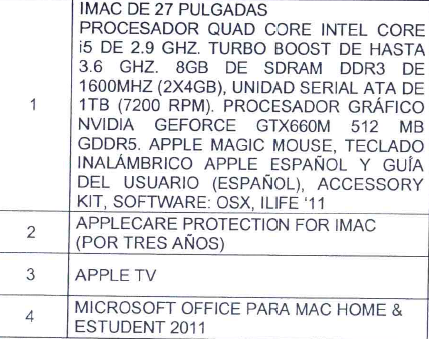 IMAC DE 27 PULGADAS
PROCESADOR QUAD CORE INTEL CORE
i5 DE 2.9 GHZ. TURBO BOOST DE HASTA
3.6 GHZ. 8GB DE SDRAM DDR3 DE
1600MHZ (2X4GB), UNIDAD SERIAL ATA DE
1 1TB (7200 RPM). PROCESADOR GRÁFICO
NVIDIA GEFORCE GTX660M 512 MB
GDDR5. APPLE MAGIC MOUSE, TECLADO
INALÁMBRICO APPLE ESPAÑOL Y GUÍA
DEL USUARIO (ESPAÑOL), ACCESSORY
KIT, SOFTWARE: OSX, ILIFE '11
2 APPLECARE PROTECTION FOR IMAC
(POR TRES AÑOS)
3 APPLE TV
4 MICROSOFT OFFICE PARA MAC HOME &
ESTUDENT 2011